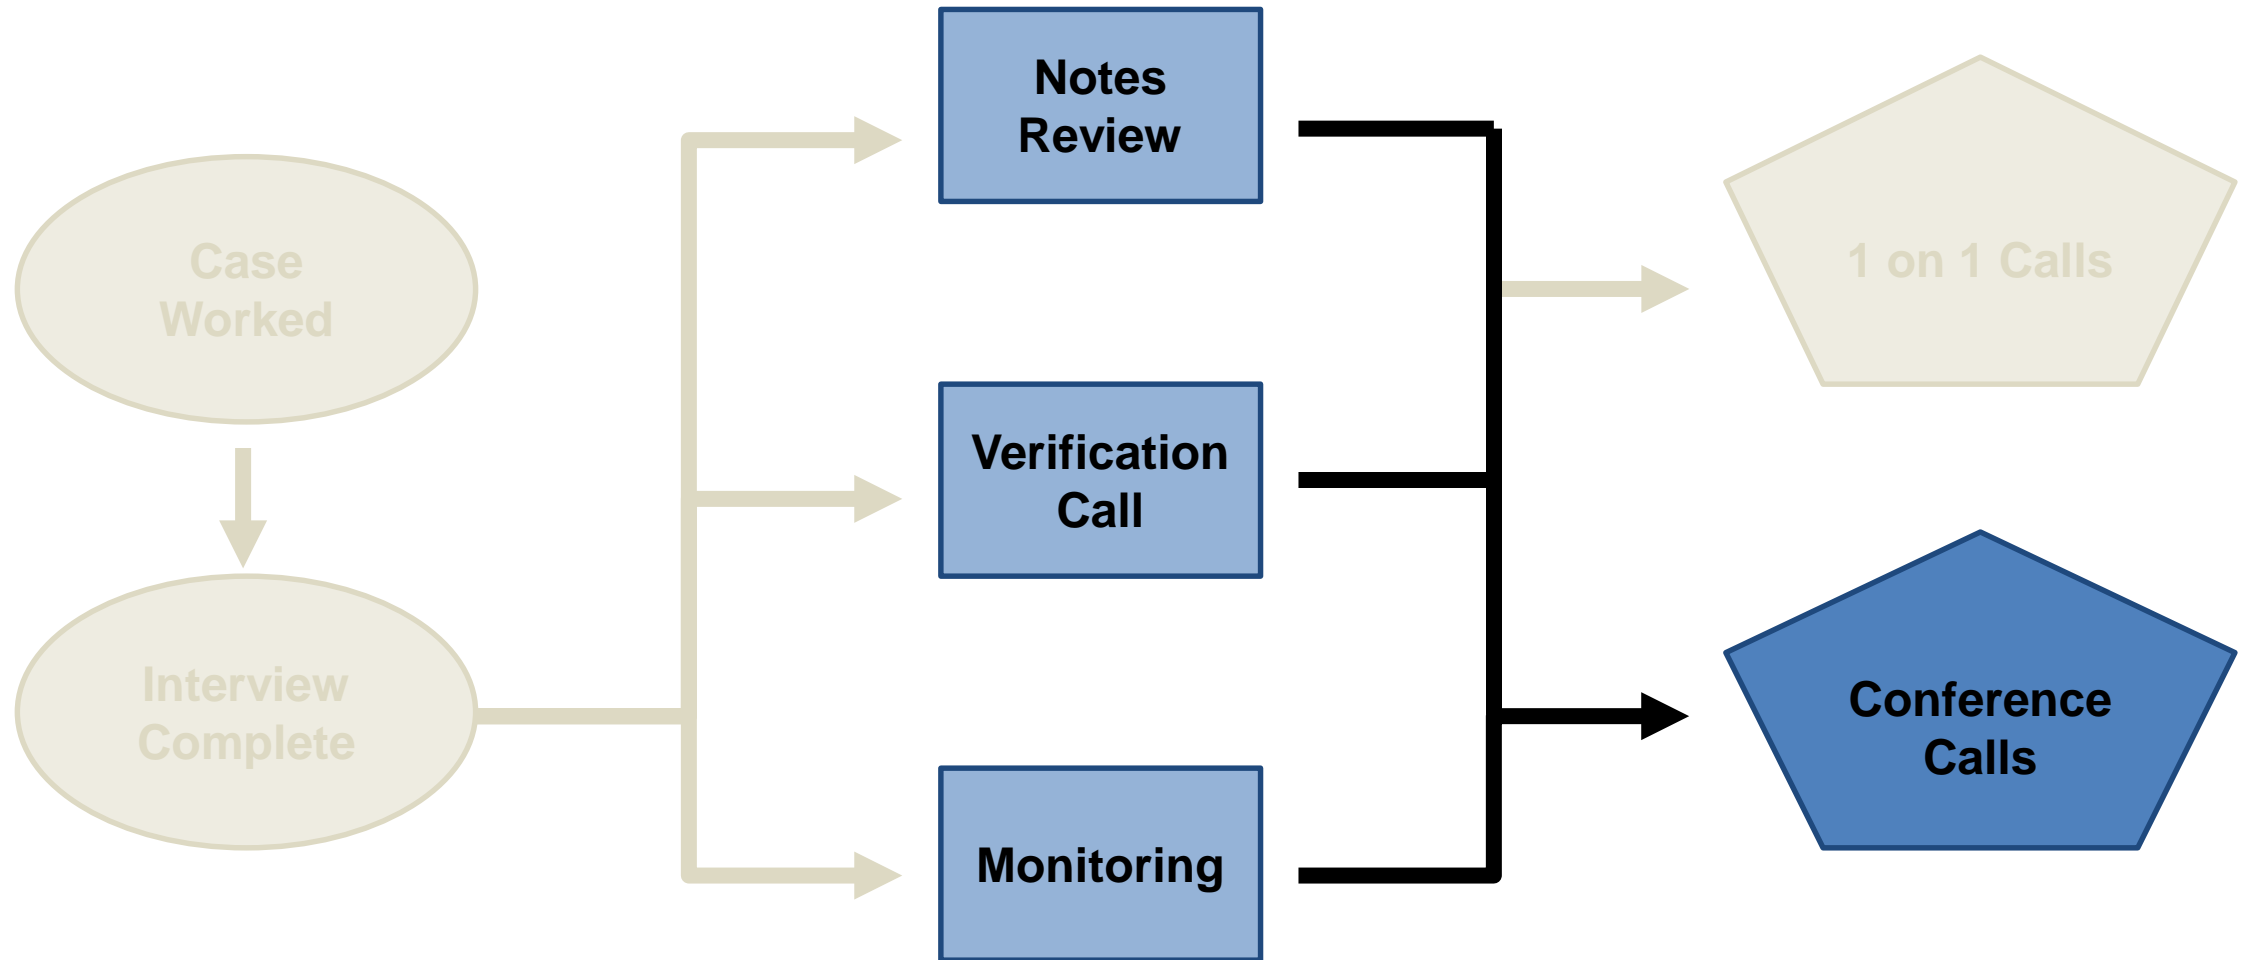 Case
Worked
Interview
Complete
Notes
Review
Verification
Call
Monitoring
1 on 1 Calls
Conference
Calls